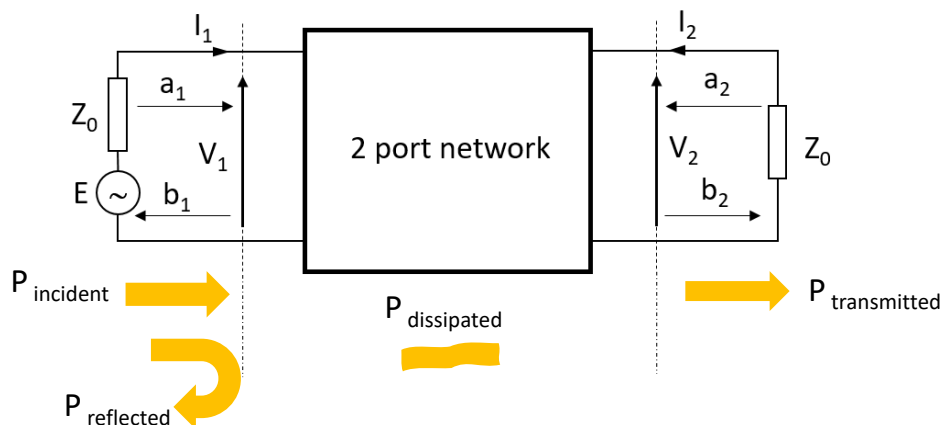 I₁
I₂
a₁
a₂
Z₀
V₁
2 port network
V₂
Z₀
E
~
b₁
b₂
P incident
P dissipated
P transmitted
P reflected